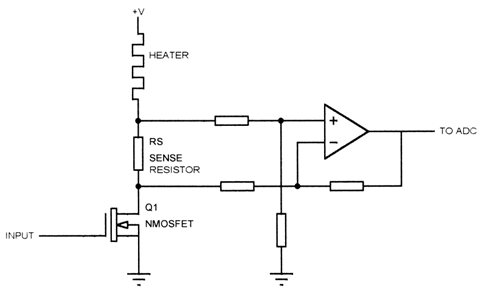 +V
HEATER
RS
SENSE
RESISTOR
+
−
TO ADC
Q1
NMOSFET
INPUT